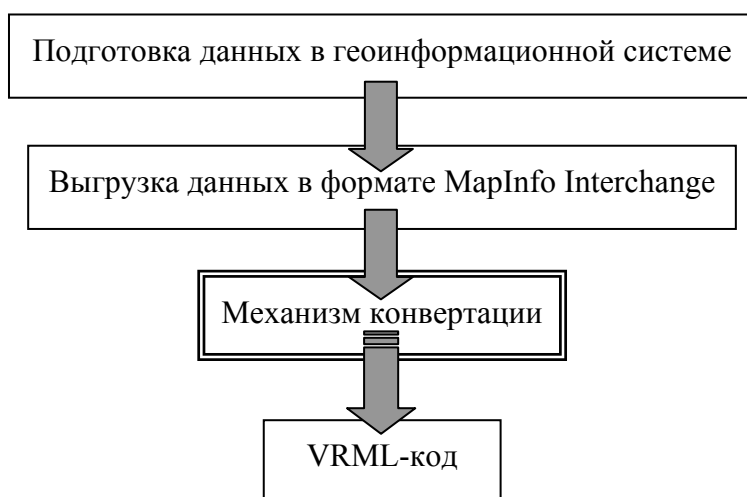 Подготовка данных в геоинформационной системе
Выгрузка данных в формате MapInfo Interchange
Механизм конвертации
VRML-код